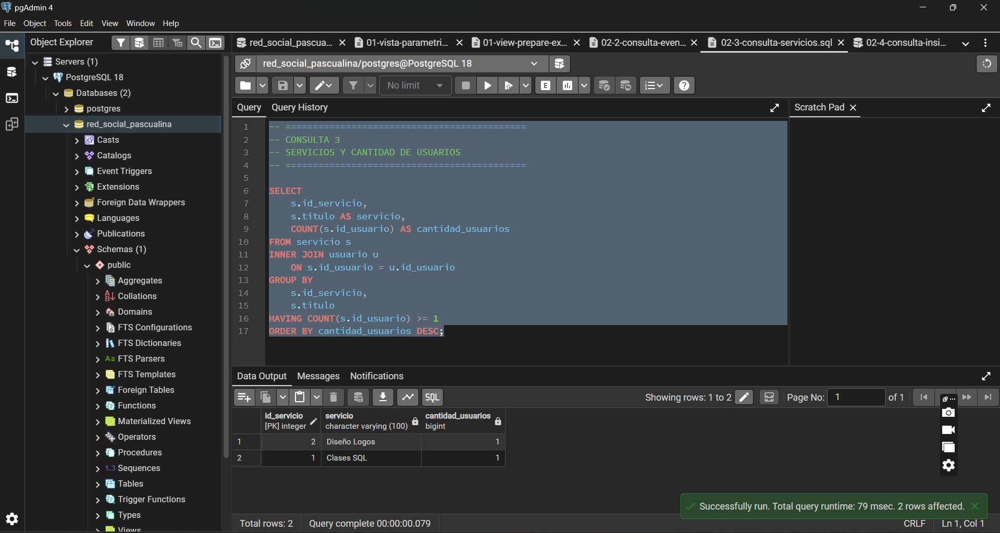 pgAdmin 4
File Object Tools Edit View Window Help
Object Explorer
red_social_pascua...
01-vista-parametri...
01-view-prepare-ex...
02-2-consulta-even...
02-3-consulta-servicios.sql
02-4-consulta-insi...
Servers (1)
PostgreSQL 18
Databases (2)
postgres
red_social_pascualina
Casts
Catalogs
Event Triggers
Extensions
Foreign Data Wrappers
Languages
Publications
Schemas (1)
public
Aggregates
Collations
Domains
FTS Configurations
FTS Dictionaries
Aa FTS Parsers
FTS Templates
Foreign Tables
Functions
Materialized Views
Operators
Procedures
1..3 Sequences
Tables
Trigger Functions
Types
Views
red_social_pascualina/postgres@PostgreSQL 18
No limit
E
Query Query History
Scratch Pad
1 -- ============================================
2 -- CONSULTA 3
3 -- SERVICIOS Y CANTIDAD DE USUARIOS
4 -- ============================================
5
6 SELECT
7 s.id_servicio,
8 s.titulo AS servicio,
9 COUNT(s.id_usuario) AS cantidad_usuarios
10 FROM servicio s
11 INNER JOIN usuario u
12 ON s.id_usuario = u.id_usuario
13 GROUP BY
14 s.id_servicio,
15 s.titulo
16 HAVING COUNT(s.id_usuario) >= 1
17 ORDER BY cantidad_usuarios DESC;
Data Output Messages Notifications
SQL
Showing rows: 1 to 2
Page No: 1 of 1
id_servicio servicio cantidad_usuarios
[PK] integer character varying (100) bigint
1 2 Diseño Logos 1
2 1 Clases SQL 1
Successfully run. Total query runtime: 79 msec. 2 rows affected.
Total rows: 2 Query complete 00:00:00.079 CRLF Ln 1, Col 1